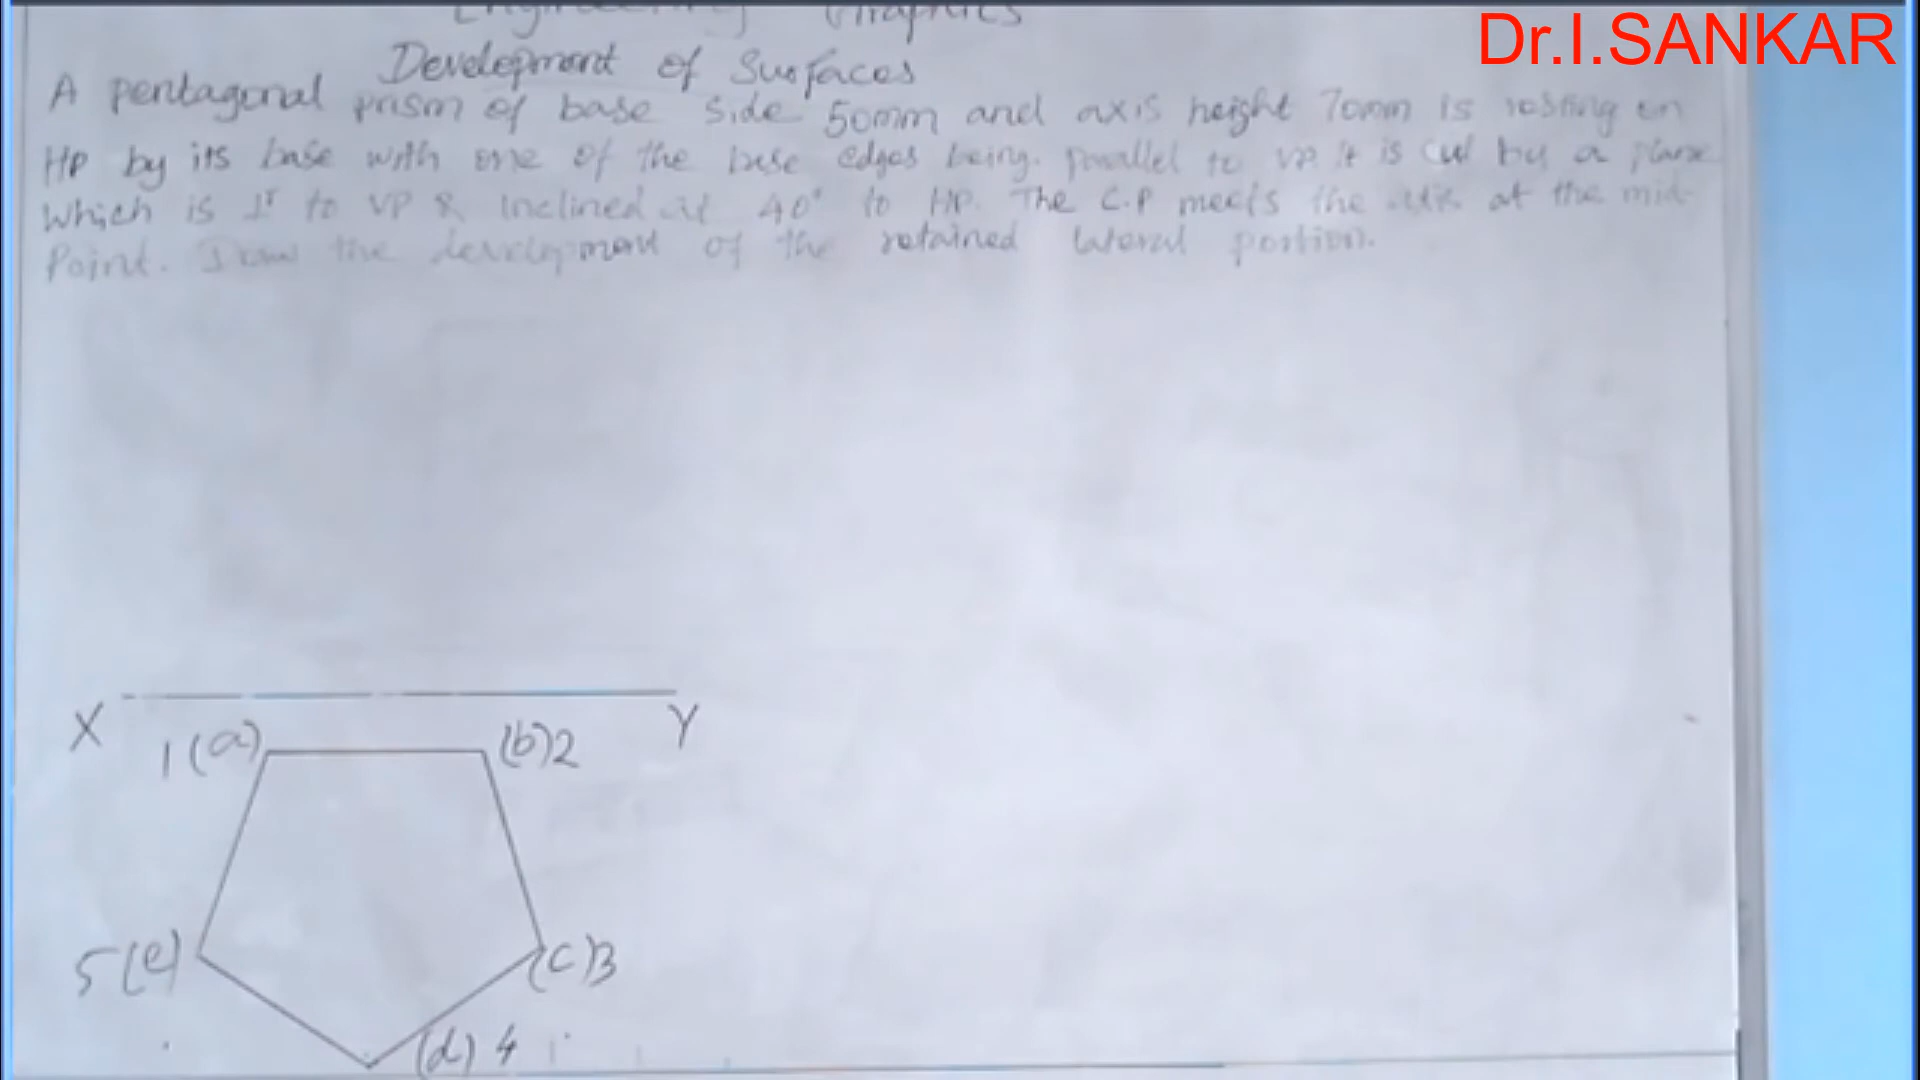 Engineering Graphics
Dr.I.SANKAR
Development of Surfaces
A pentagonal prism of base side 50mm and axis height 70mm is resting on
HP by its base with one of the base edges being parallel to VP. It is cut by a plane
Which is ⊥r to VP & inclined at 40° to HP. The C.P meets the axis at the mid-
Point. Draw the development of the retained lateral portion.
X Y
1(a) (b)2
5(e) (c)3
(d) 4